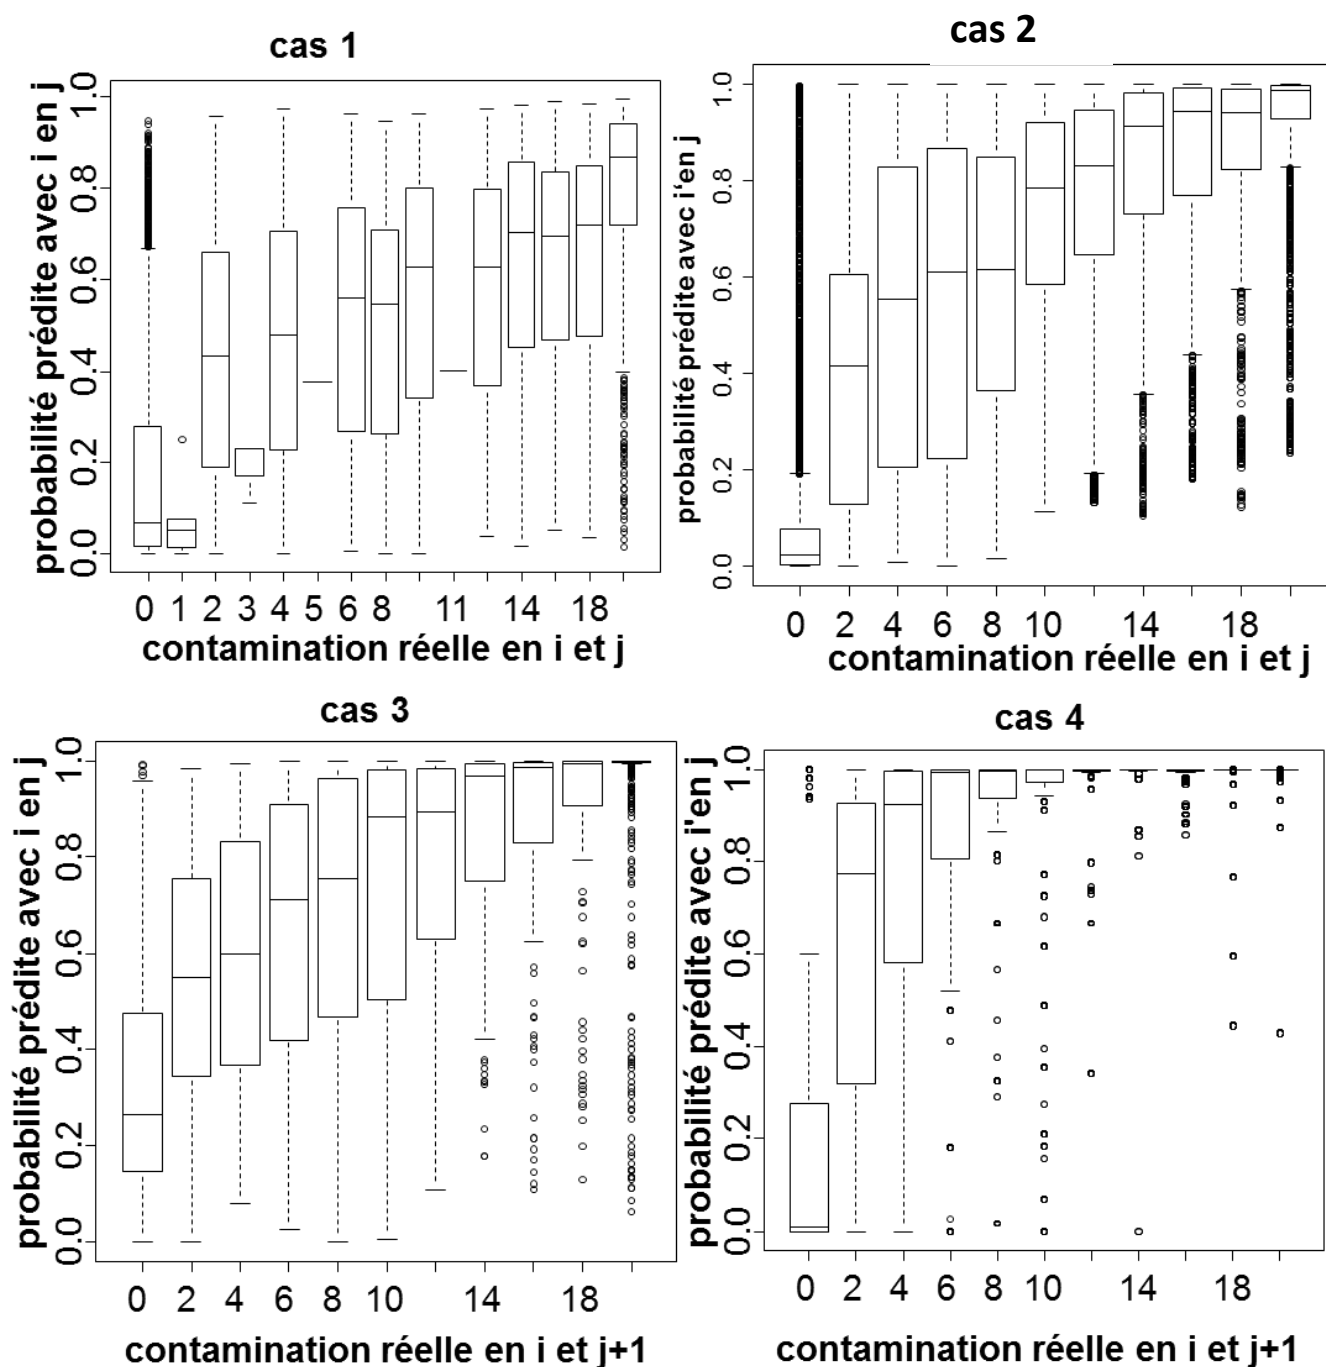 cas 1
probabilité prédite avec i en j
0.0 0.2 0.4 0.6 0.8 1.0
0 1 2 3 4 5 6 8 11 14 18
contamination réelle en i et j
cas 2
probabilité prédite avec i'en j
0.0 0.2 0.4 0.6 0.8 1.0
0 2 4 6 8 10 14 18
contamination réelle en i et j
cas 3
probabilité prédite avec i en j
0.0 0.2 0.4 0.6 0.8 1.0
0 2 4 6 8 10 14 18
contamination réelle en i et j+1
cas 4
probabilité prédite avec i'en j
0.0 0.2 0.4 0.6 0.8 1.0
0 2 4 6 8 10 14 18
contamination réelle en i et j+1